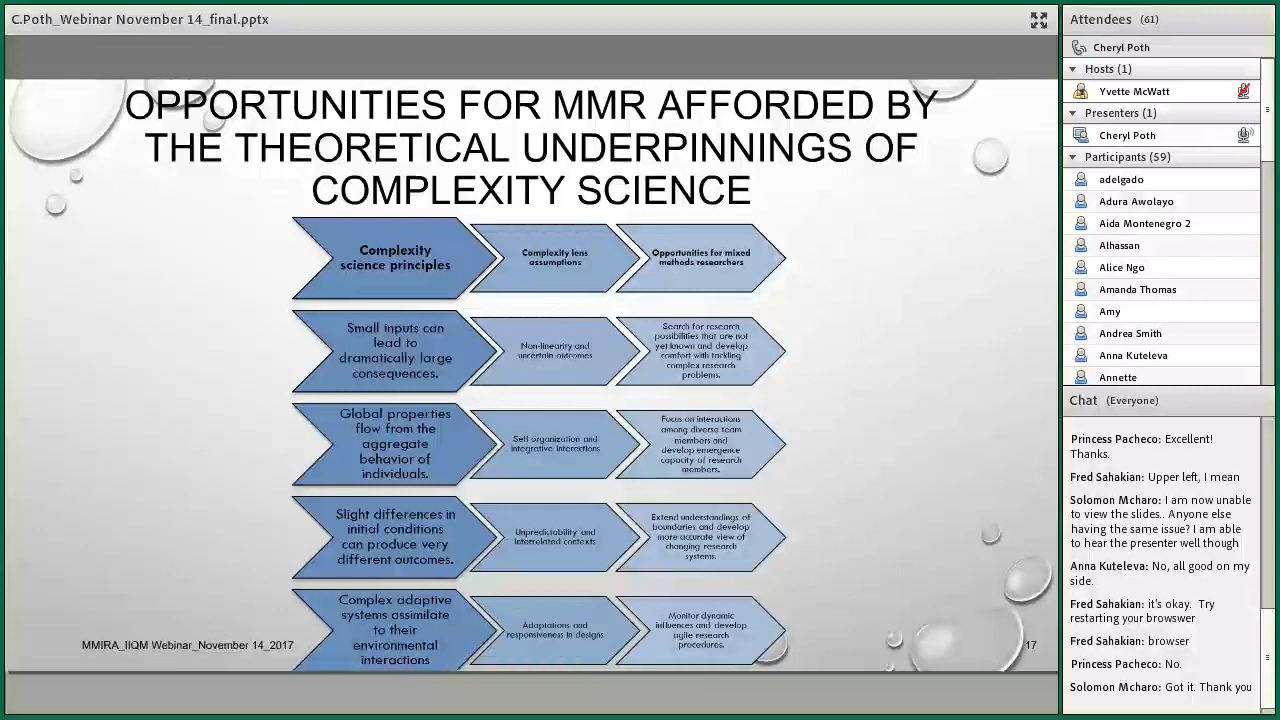 C.Poth_Webinar November 14_final.pptx
OPPORTUNITIES FOR MMR AFFORDED BY
THE THEORETICAL UNDERPINNINGS OF
COMPLEXITY SCIENCE
Complexity
science principles
Complexity lens
assumptions
Opportunities for mixed
methods researchers
Small inputs can
lead to
dramatically large
consequences.
Non-linearity and
uncertain outcomes
Search for research
possibilities that are not
yet known and develop
comfort with tackling
complex research
problems.
Global properties
flow from the
aggregate
behavior of
individuals.
Self organization and
integrative interactions
Focus on interactions
among diverse team
members and
develop emergence
capacity of research
members.
Slight differences in
initial conditions
can produce very
different outcomes.
Unpredictability and
interrelated contexts
Extend understandings of
boundaries and develop
more accurate view of
changing research
systems.
Complex adaptive
systems assimilate
to their
environmental
interactions
Adaptations and
responsiveness in designs
Monitor dynamic
influences and develop
agile research
procedures.
MMIRA_IIQM Webinar_November 14_2017
17
Attendees (61)
Cheryl Poth
Hosts (1)
Yvette McWatt
Presenters (1)
Cheryl Poth
Participants (59)
adelgado
Adura Awolayo
Aida Montenegro 2
Alhassan
Alice Ngo
Amanda Thomas
Amy
Andrea Smith
Anna Kuteleva
Annette
Chat (Everyone)
Princess Pacheco: Excellent!
Thanks.
Fred Sahakian: Upper left, I mean
Solomon Mcharo: I am now unable
to view the slides.. Anyone else
having the same issue? I am able
to hear the presenter well though
Anna Kuteleva: No, all good on my
side.
Fred Sahakian: it's okay. Try
restarting your browswer
Fred Sahakian: browser
Princess Pacheco: No.
Solomon Mcharo: Got it. Thank you